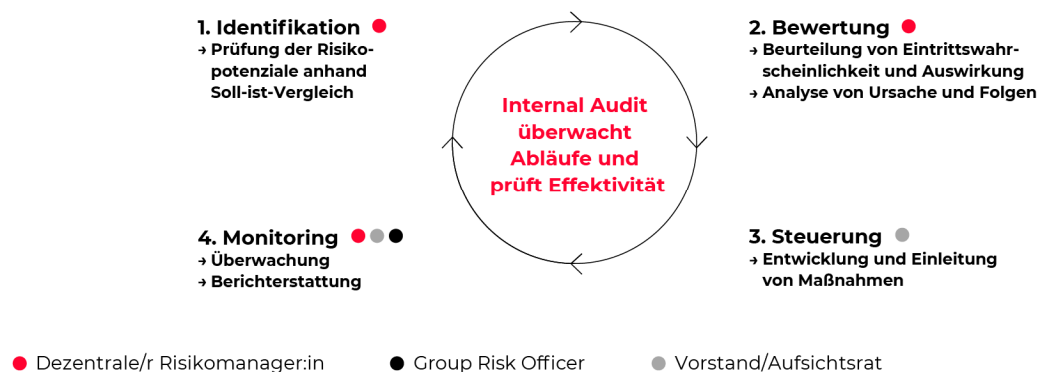 1. Identifikation
→ Prüfung der Risiko-
potenziale anhand
Soll-ist-Vergleich
2. Bewertung
→ Beurteilung von Eintrittswahr-
scheinlichkeit und Auswirkung
→ Analyse von Ursache und Folgen
Internal Audit
überwacht
Abläufe und
prüft Effektivität
4. Monitoring
→ Überwachung
→ Berichterstattung
3. Steuerung
→ Entwicklung und Einleitung
von Maßnahmen
Dezentrale/r Risikomanager:in
Group Risk Officer
Vorstand/Aufsichtsrat